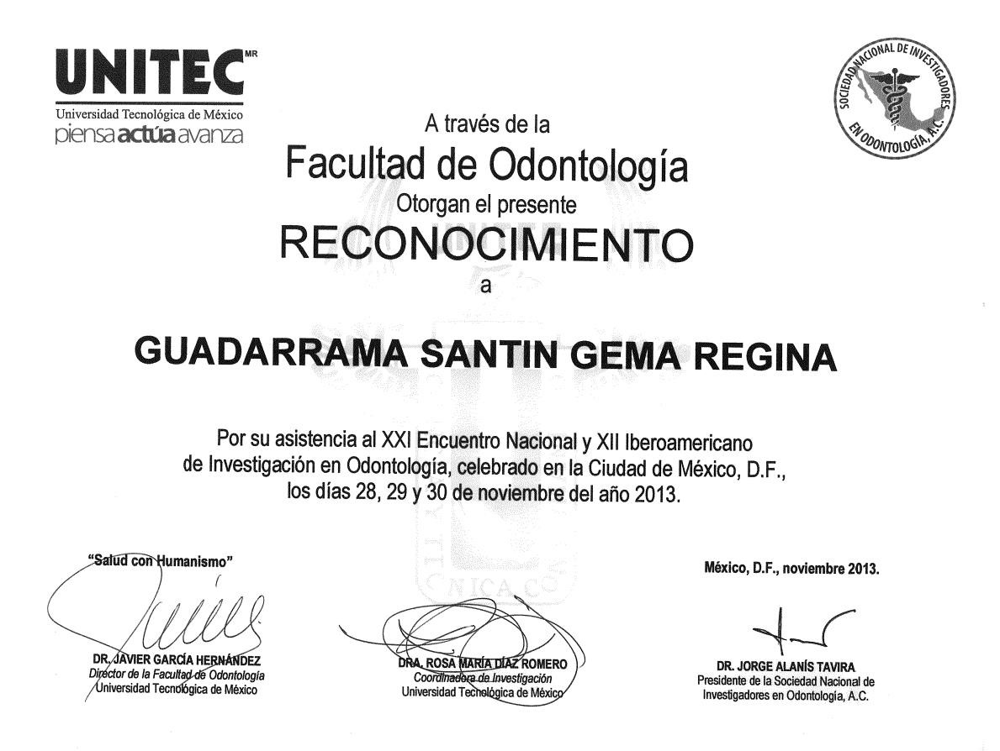 UNITEC MR
Universidad Tecnológica de México
piensa actúa avanza
SOCIEDAD NACIONAL DE INVESTIGADORES
EN ODONTOLOGÍA, A.C.
A través de la
Facultad de Odontología
Otorgan el presente
RECONOCIMIENTO
a
GUADARRAMA SANTIN GEMA REGINA
Por su asistencia al XXI Encuentro Nacional y XII Iberoamericano
de Investigación en Odontología, celebrado en la Ciudad de México, D.F.,
los días 28, 29 y 30 de noviembre del año 2013.
"Salud con Humanismo"
DR. JAVIER GARCÍA HERNÁNDEZ
Director de la Facultad de Odontología
Universidad Tecnológica de México
DRA. ROSA MARÍA DÍAZ ROMERO
Coordinadora de Investigación
Universidad Tecnológica de México
México, D.F., noviembre 2013.
DR. JORGE ALANÍS TAVIRA
Presidente de la Sociedad Nacional de
Investigadores en Odontología, A.C.